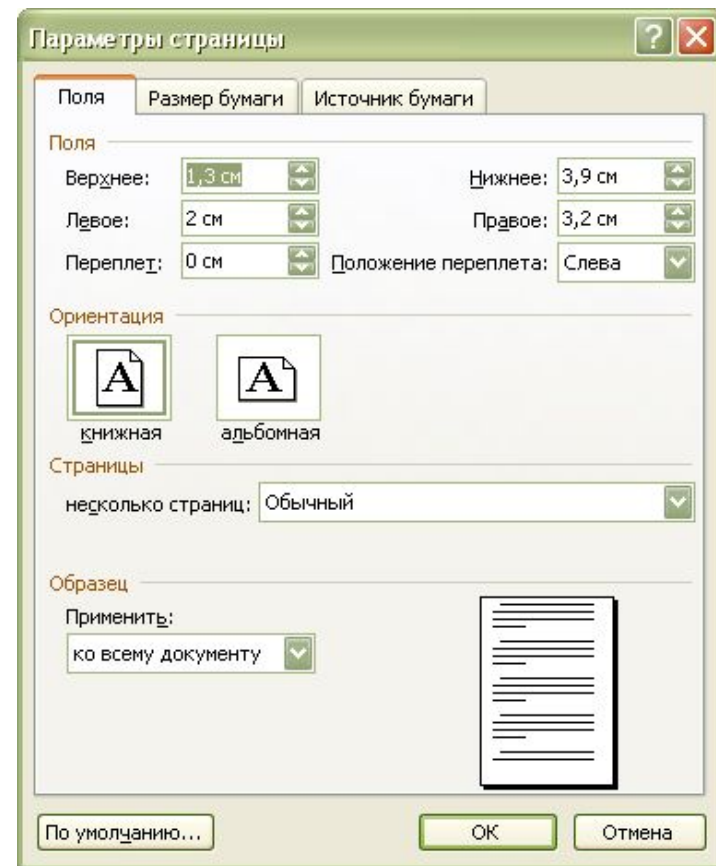 Параметры страницы
Поля Размер бумаги Источник бумаги
Поля
Верхнее: 1,3 см Нижнее: 3,9 см
Левое: 2 см Правое: 3,2 см
Переплет: 0 см Положение переплета: Слева
Ориентация
A A
книжная альбомная
Страницы
несколько страниц: Обычный
Образец
Применить:
ко всему документу
По умолчанию... ОК Отмена